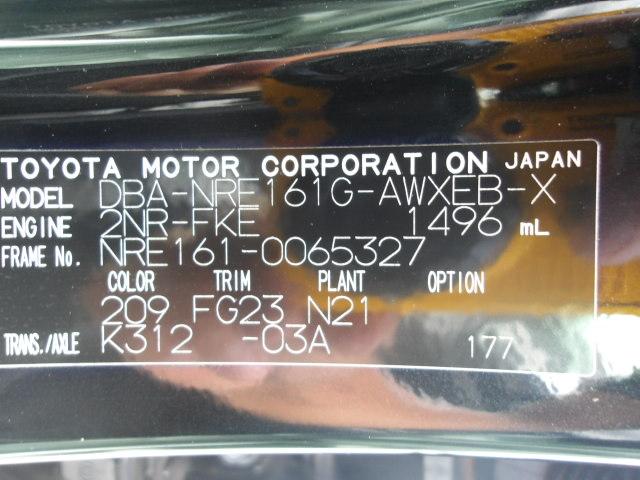 TOYOTA MOTOR CORPORATION JAPAN
MODEL DBA-NRE161G-AWXEB-X
ENGINE 2NR-FKE 1496 mL
FRAME No. NRE161-0065327
COLOR TRIM PLANT OPTION
209 FG23 N21
TRANS./AXLE K312 -03A 177